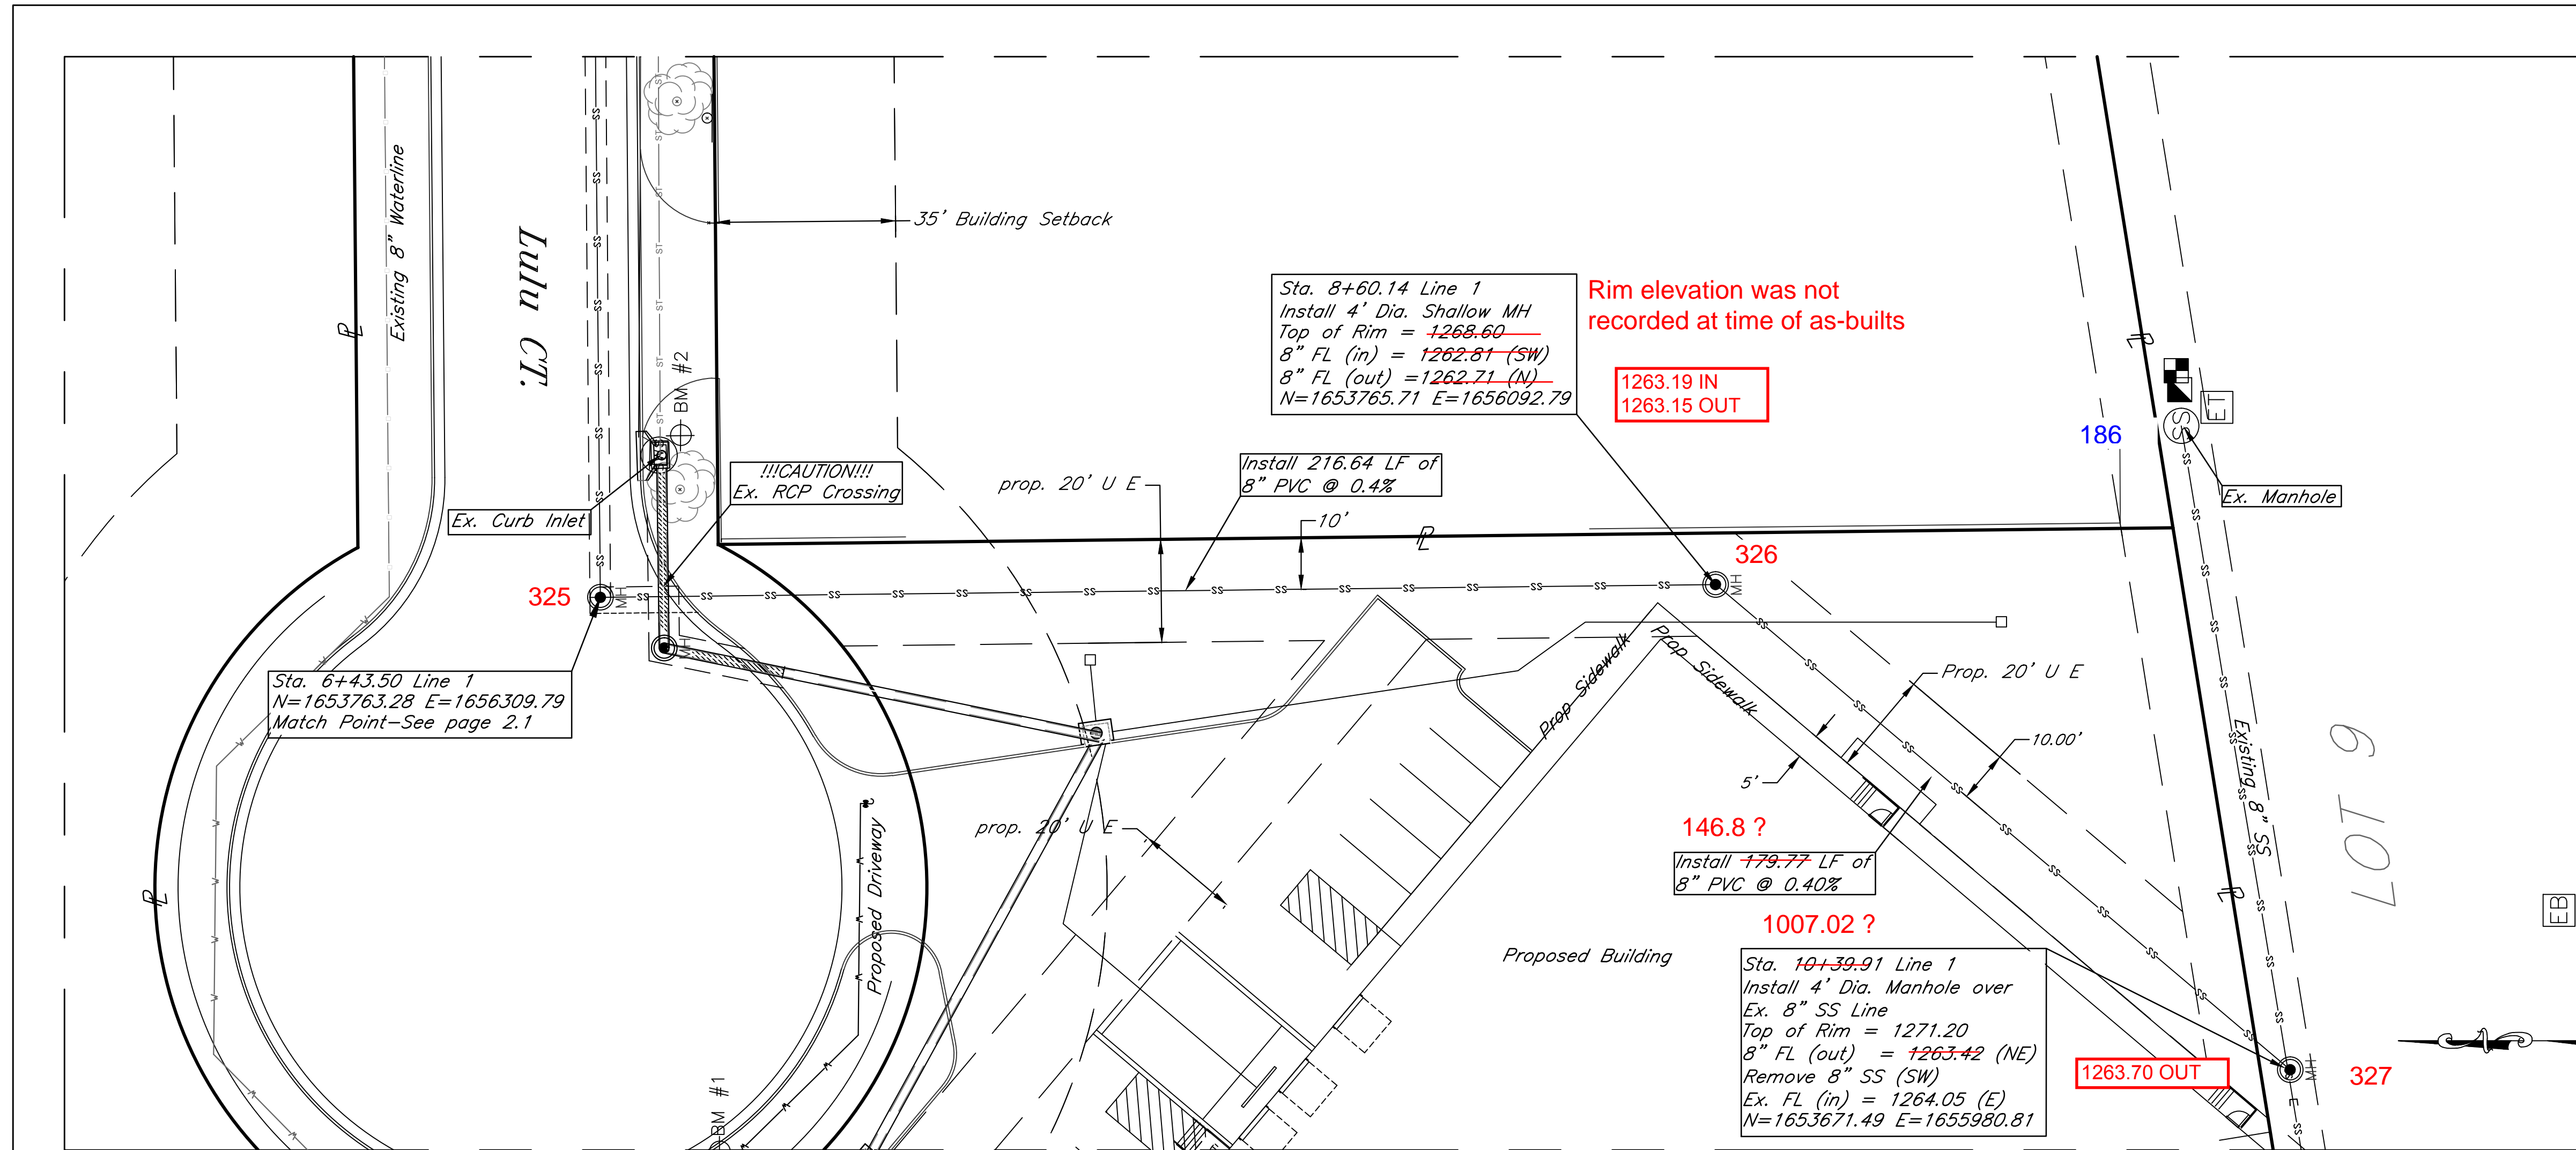 Existing 8" Waterline
Lulu CT.
BM #2
35' Building Setback
Sta. 8+60.14 Line 1
Install 4' Dia. Shallow MH
Top of Rim = 1268.60
8" FL (in) = 1262.81 (SW)
8" FL (out) =1262.71 (N)
N=1653765.71 E=1656092.79
Rim elevation was not
recorded at time of as-builts
1263.19 IN
1263.15 OUT
186
SS
ET
Ex. Manhole
!!!CAUTION!!!
Ex. RCP Crossing
Ex. Curb Inlet
prop. 20' U E
Install 216.64 LF of
8" PVC @ 0.4%
10'
325
MH
326
MH
MH
Sta. 6+43.50 Line 1
N=1653763.28 E=1656309.79
Match Point-See page 2.1
Prop Sidewalk
Prop Sidewalk
Prop. 20' U E
10.00'
5'
Existing 8" SS
LOT 9
EB
prop. 20' U E
Proposed Driveway
146.8 ?
Install 179.77 LF of
8" PVC @ 0.40%
1007.02 ?
Proposed Building
Sta. 10+39.91 Line 1
Install 4' Dia. Manhole over
Ex. 8" SS Line
Top of Rim = 1271.20
8" FL (out) = 1263.42 (NE)
Remove 8" SS (SW)
Ex. FL (in) = 1264.05 (E)
N=1653671.49 E=1655980.81
1263.70 OUT
MH
327
BM #1